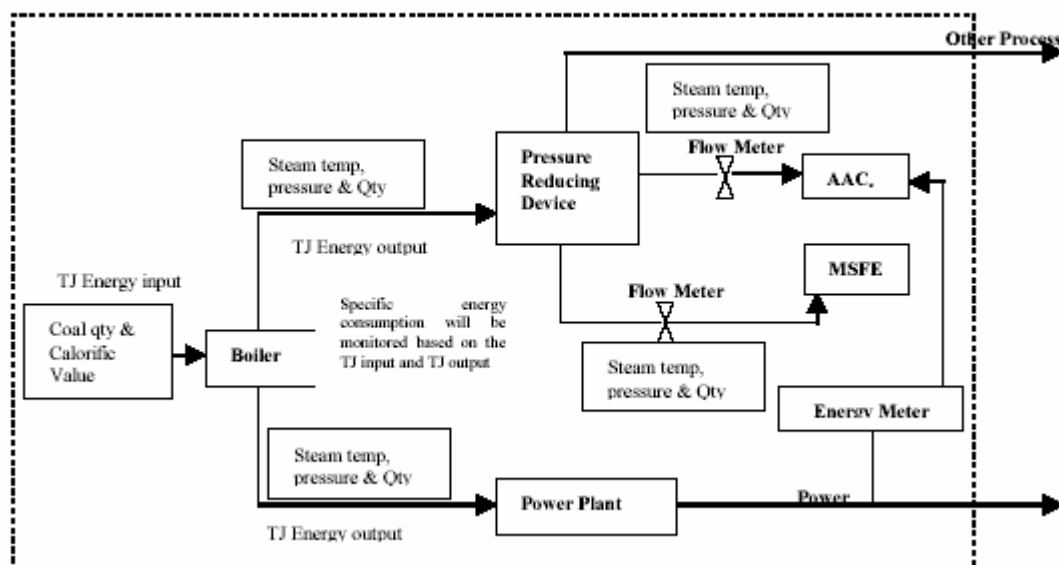 Other Process
Steam temp,
pressure & Qty
Flow Meter
Steam temp,
pressure & Qty
Pressure
Reducing
Device
AAC.
TJ Energy output
MSFE
TJ Energy input
Flow Meter
Specific energy
consumption will be
monitored based on the
TJ input and TJ output
Coal qty &
Calorific
Value
Boiler
Steam temp,
pressure & Qty
Energy Meter
Steam temp,
pressure & Qty
Power Plant
Power
TJ Energy output